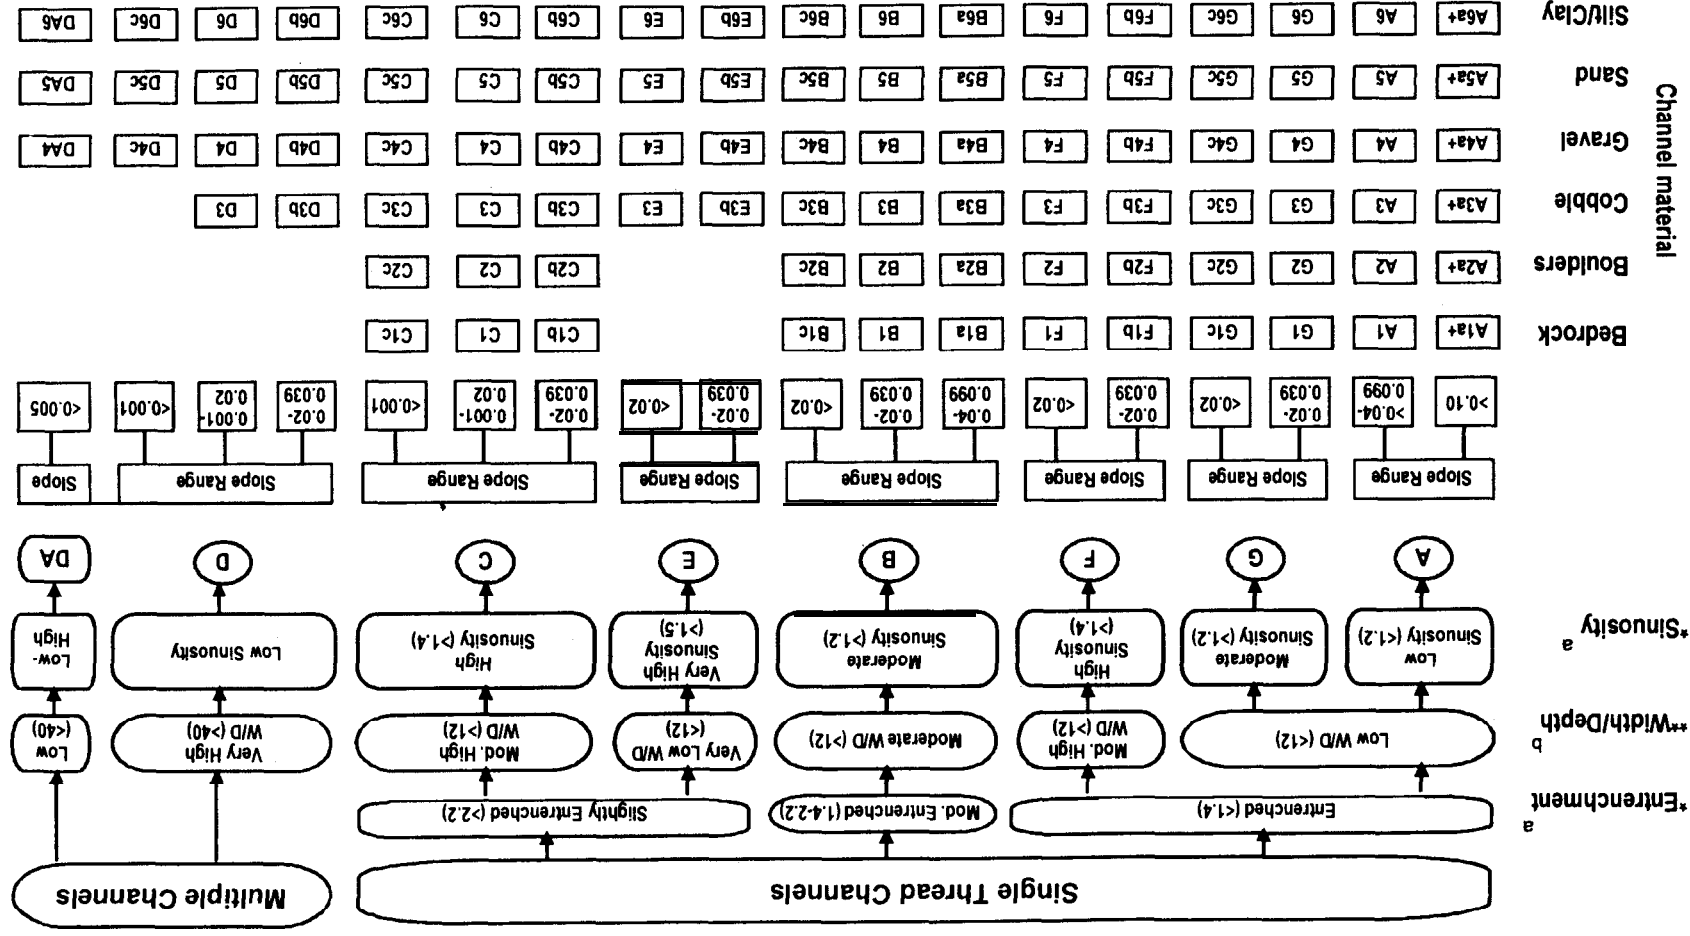 Single Thread Channels
Multiple Channels
*Entrenchment a
Entrenched (<1.4)
Mod. Entrenched (1.4-2.2)
Slightly Entrenched (>2.2)
**Width/Depth b
Low W/D (<12)
Mod. High
W/D (>12)
Moderate W/D (>12)
Very Low W/D
(<12)
Mod. High
W/D (>12)
Very High
W/D (>40)
Low
(<40)
*Sinuosity a
Low
Sinuosity (<1.2)
Moderate
Sinuosity (>1.2)
High
Sinuosity
(>1.4)
Moderate
Sinuosity (>1.2)
Very High
Sinuosity
(>1.5)
High
Sinuosity (>1.4)
Low Sinuosity
Low-
High
A G F B E C D DA
Slope Range Slope Range Slope Range Slope Range Slope Range Slope Range Slope Range Slope
>0.10
>0.04-
0.099
0.02-
0.039
<0.02
0.02-
0.039
<0.02
0.04-
0.099
0.02-
0.039
<0.02
0.02-
0.039
<0.02
0.02-
0.039
0.001-
0.02
<0.001
0.02-
0.039
0.001-
0.02
<0.001
<0.005
Channel material
Bedrock A1a+ A1 G1 G1c F1b F1 B1a B1 B1c C1b C1 C1c
Boulders A2a+ A2 G2 G2c F2b F2 B2a B2 B2c C2b C2 C2c
Cobble A3a+ A3 G3 G3c F3b F3 B3a B3 B3c E3b E3 C3b C3 C3c D3b D3
Gravel A4a+ A4 G4 G4c F4b F4 B4a B4 B4c E4b E4 C4b C4 C4c D4b D4 D4c DA4
Sand A5a+ A5 G5 G5c F5b F5 B5a B5 B5c E5b E5 C5b C5 C5c D5b D5 D5c DA5
Silt/Clay A6a+ A6 G6 G6c F6b F6 B6a B6 B6c E6b E6 C6b C6 C6c D6b D6 D6c DA6